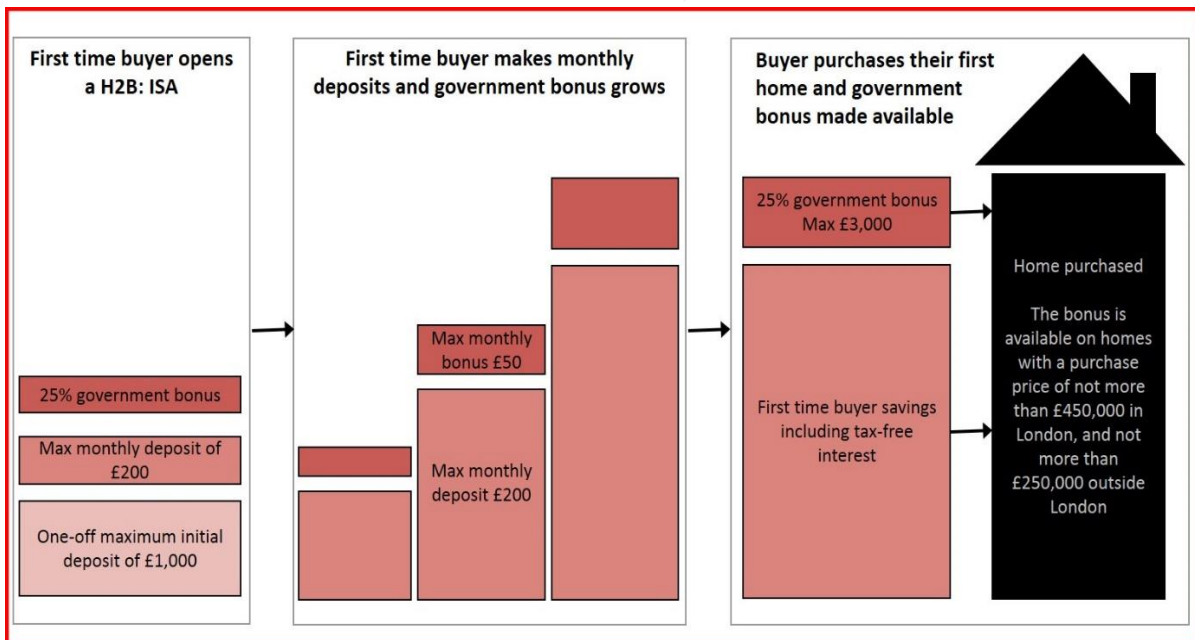 First time buyer opens
a H2B: ISA
25% government bonus
Max monthly deposit of
£200
One-off maximum initial
deposit of £1,000
First time buyer makes monthly
deposits and government bonus grows
Max monthly
bonus £50
Max monthly
deposit £200
Buyer purchases their first
home and government
bonus made available
25% government bonus
Max £3,000
First time buyer savings
including tax-free
interest
Home purchased
The bonus is
available on homes
with a purchase
price of not more
than £450,000 in
London, and not
more than
£250,000 outside
London